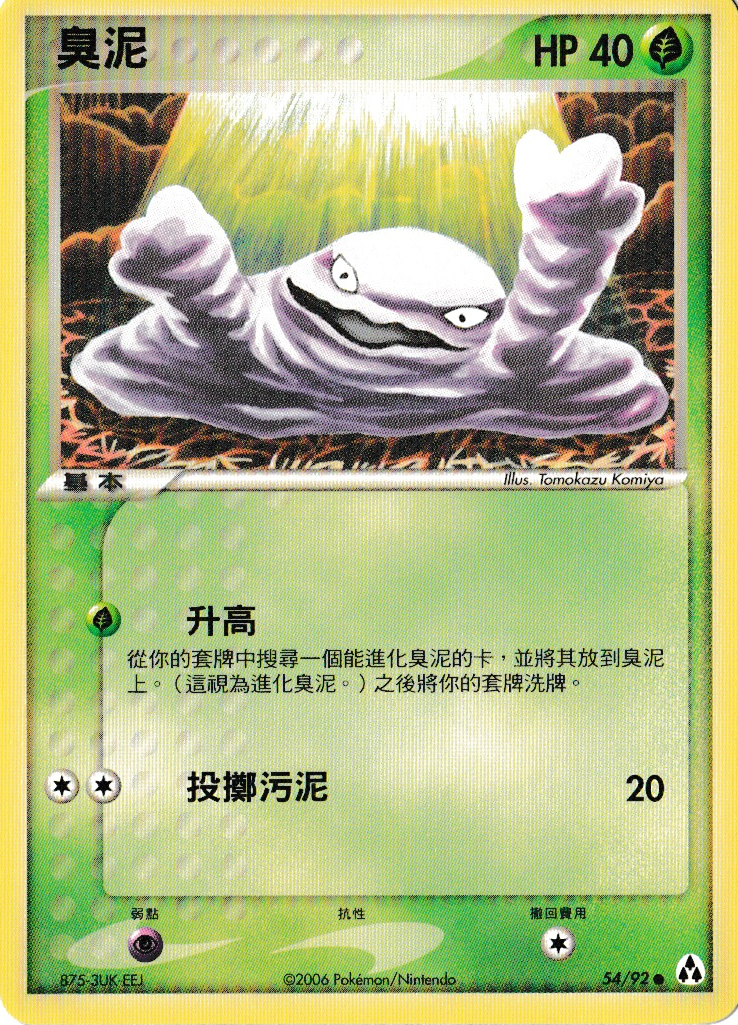 臭泥
HP 40
基本
Illus. Tomokazu Komiya
升高
從你的套牌中搜尋一個能進化臭泥的卡，並將其放到臭泥
上。（這視為進化臭泥。）之後將你的套牌洗牌。
投擲污泥 20
弱點 抗性 撤回費用
875-3UK-EEJ ©2006 Pokémon/Nintendo 54/92